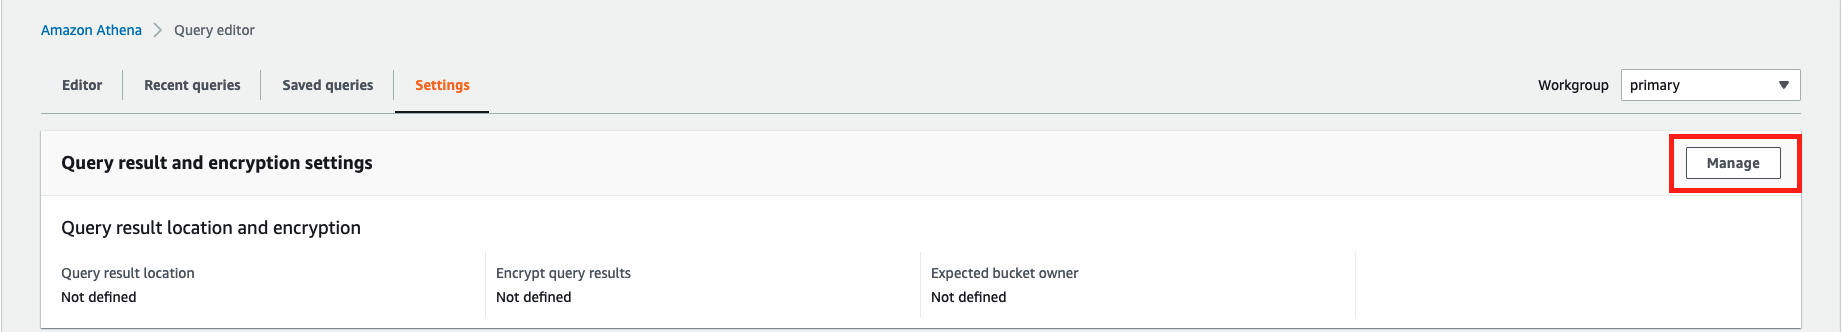 Amazon Athena > Query editor
Editor Recent queries Saved queries Settings Workgroup primary
Query result and encryption settings Manage
Query result location and encryption
Query result location Encrypt query results Expected bucket owner
Not defined Not defined Not defined